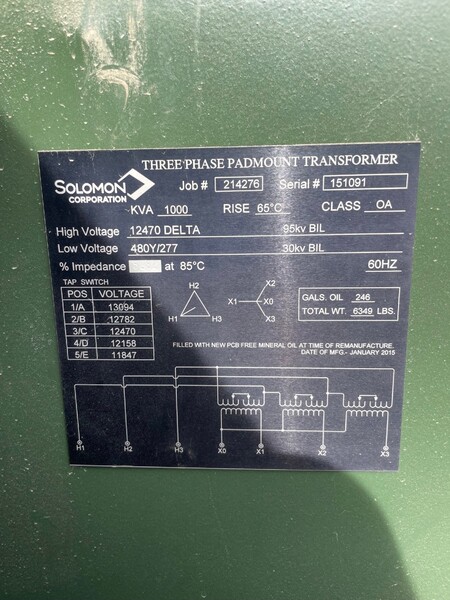 THREE PHASE PADMOUNT TRANSFORMER
SOLOMON
CORPORATION
Job # 214276 Serial # 151091
KVA 1000 RISE 65°C CLASS OA
High Voltage 12470 DELTA 95kv BIL
Low Voltage 480Y/277 30kv BIL
% Impedance at 85°C 60HZ
TAP SWITCH
POS VOLTAGE
1/A 13094
2/B 12782
3/C 12470
4/D 12158
5/E 11847
H2
H1 H3
X2
X1 X0
X3
GALS. OIL 246
TOTAL WT. 6349 LBS.
FILLED WITH NEW PCB FREE MINERAL OIL AT TIME OF REMANUFACTURE.
DATE OF MFG.- JANUARY 2015
H1 H2 H3 X0 X1 X2 X3